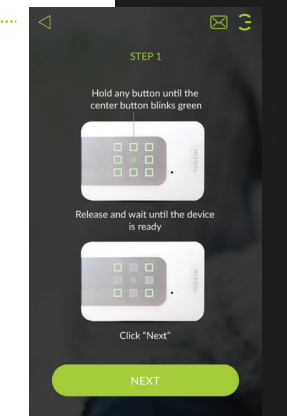 STEP 1
Hold any button until the
center button blinks green
Release and wait until the device
is ready
Click "Next"
NEXT